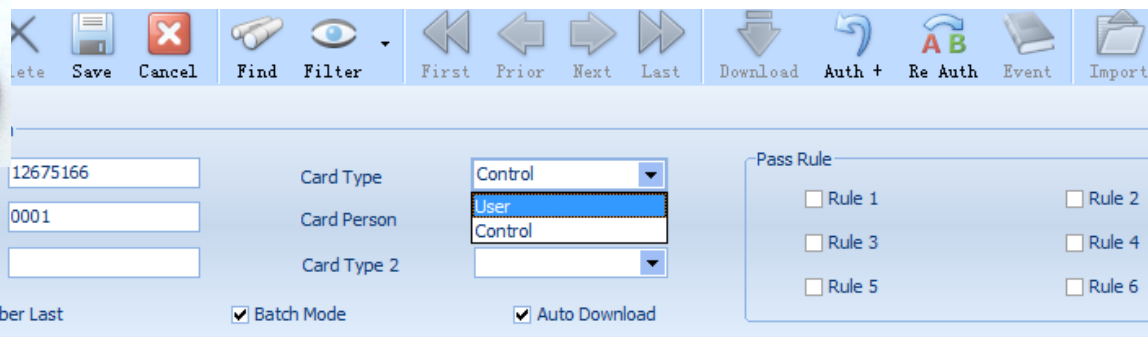 lete Save Cancel Find Filter First Prior Next Last Download Auth + Re Auth Event Import
Pass Rule
12675166 Card Type Control
Rule 1 Rule 2
User
0001 Card Person
Control
Rule 3 Rule 4
Card Type 2
Rule 5 Rule 6
ber Last Batch Mode Auto Download